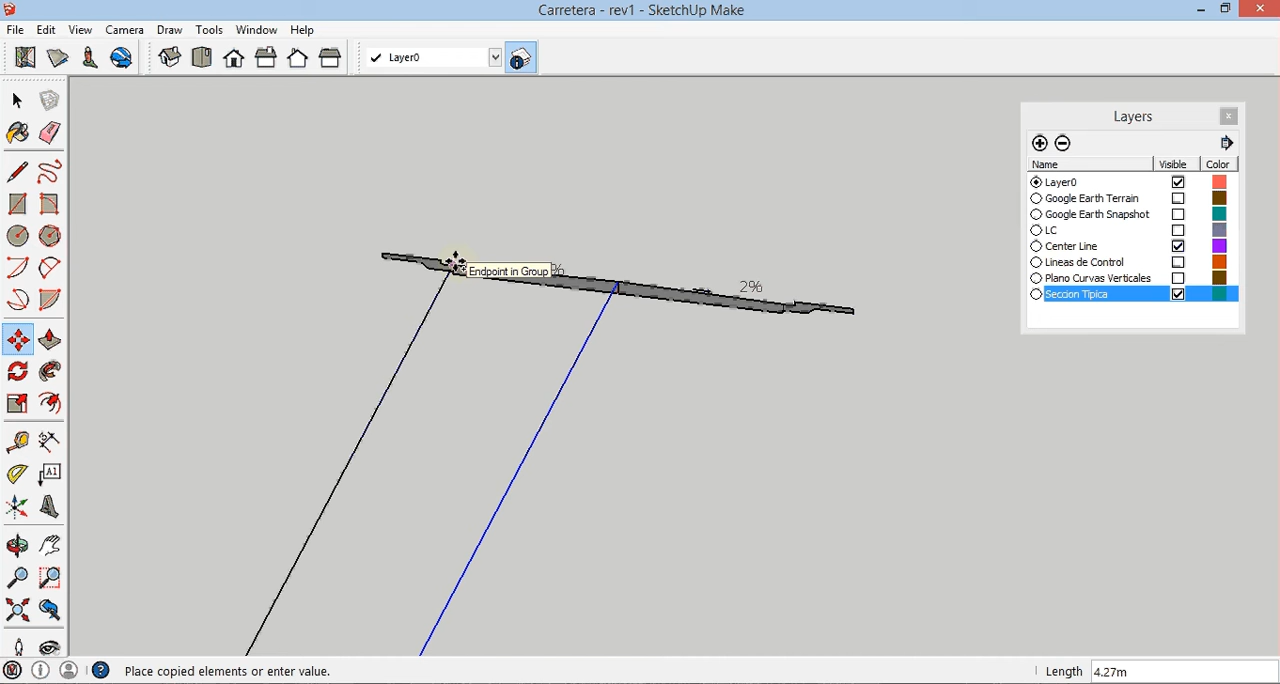 Carretera - rev1 - SketchUp Make
File Edit View Camera Draw Tools Window Help
Layer0
Layers
Name Visible Color
Layer0
Google Earth Terrain
Google Earth Snapshot
LC
Center Line
Lineas de Control
Plano Curvas Verticales
Seccion Tipica
Endpoint in Group %
2%
A1
Place copied elements or enter value.
Length 4.27m